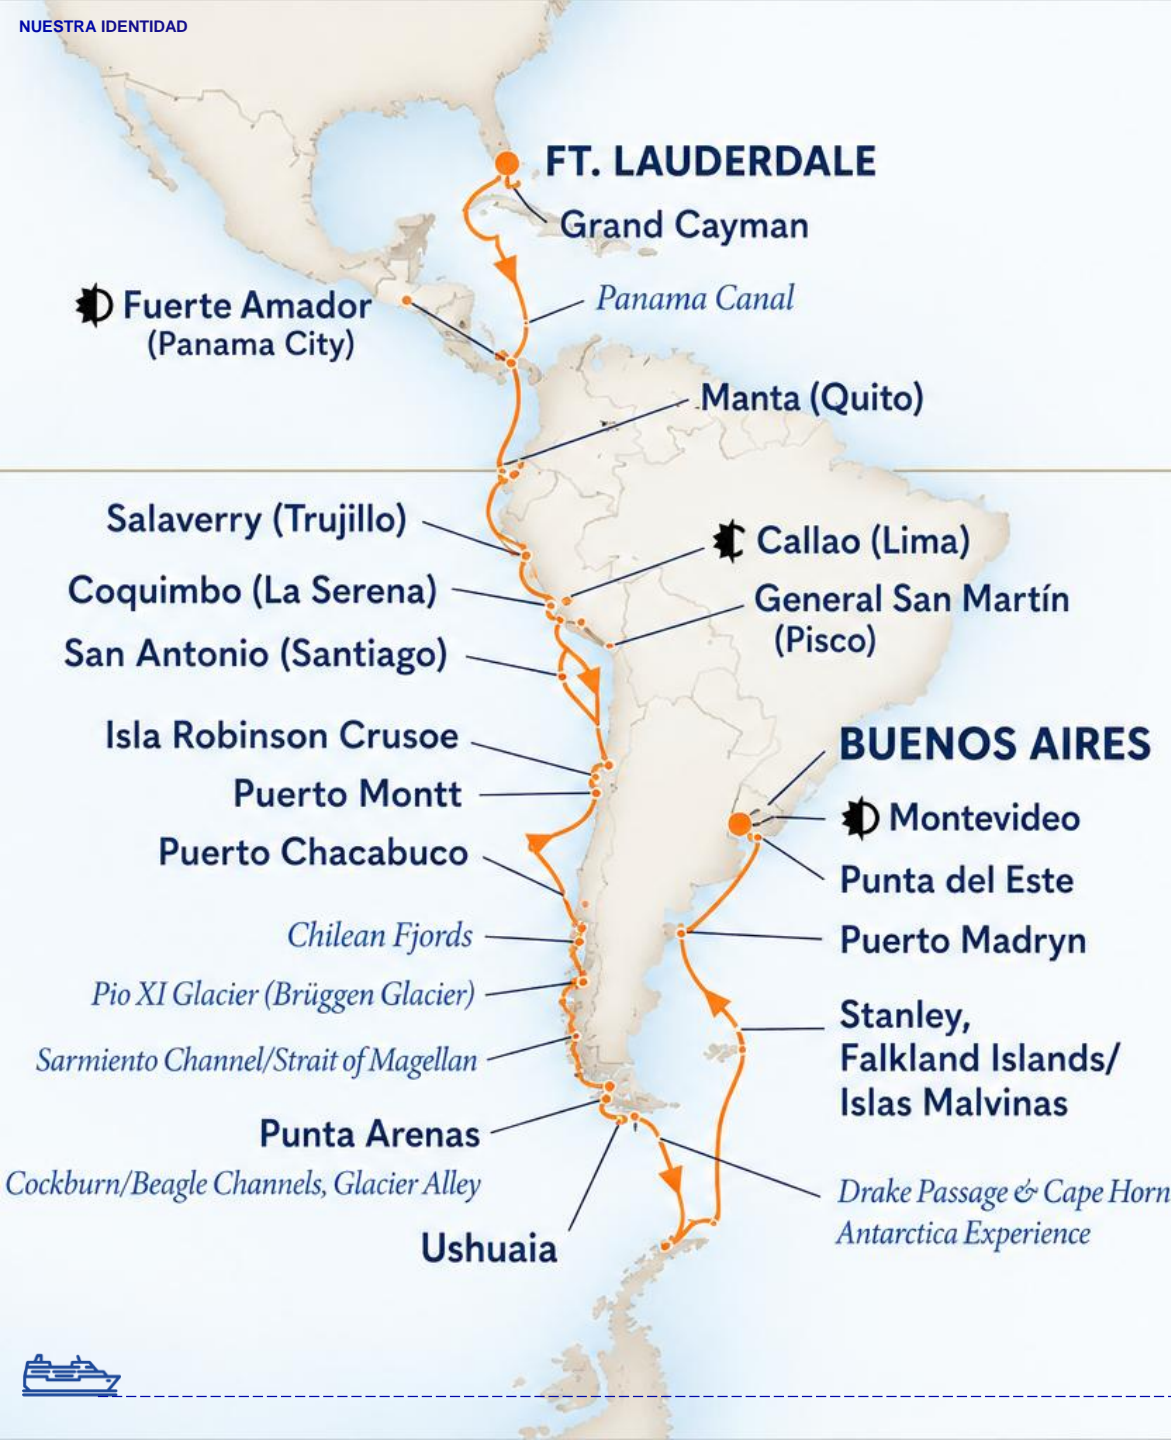 NUESTRA IDENTIDAD
FT. LAUDERDALE
Grand Cayman
Panama Canal
Fuerte Amador
(Panama City)
Manta (Quito)
Salaverry (Trujillo)
Callao (Lima)
Coquimbo (La Serena)
General San Martín
(Pisco)
San Antonio (Santiago)
Isla Robinson Crusoe
BUENOS AIRES
Puerto Montt
Montevideo
Puerto Chacabuco
Punta del Este
Chilean Fjords
Puerto Madryn
Pio XI Glacier (Brüggen Glacier)
Stanley,
Falkland Islands/
Islas Malvinas
Sarmiento Channel/Strait of Magellan
Punta Arenas
Cockburn/Beagle Channels, Glacier Alley
Drake Passage & Cape Horn
Antarctica Experience
Ushuaia